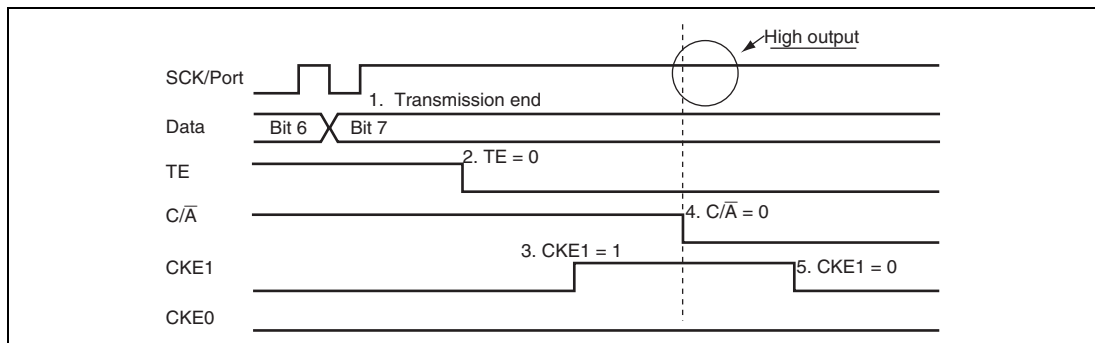 High output
SCK/Port
1. Transmission end
Data
Bit 6
Bit 7
TE
2. TE = 0
C/A̅
4. C/A̅ = 0
CKE1
3. CKE1 = 1
5. CKE1 = 0
CKE0